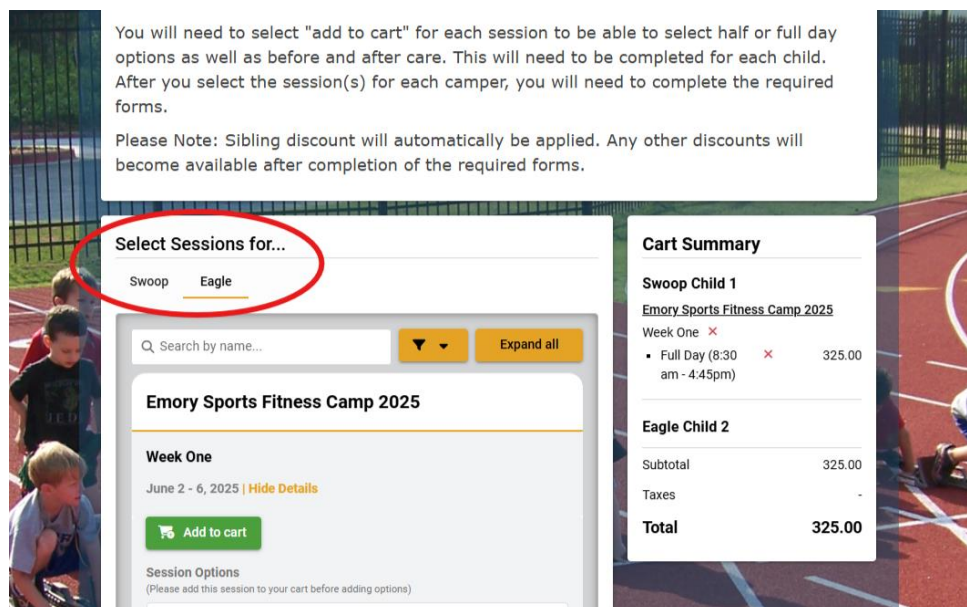 You will need to select "add to cart" for each session to be able to select half or full day
options as well as before and after care. This will need to be completed for each child.
After you select the session(s) for each camper, you will need to complete the required
forms.
Please Note: Sibling discount will automatically be applied. Any other discounts will
become available after completion of the required forms.
Select Sessions for...
Swoop Eagle
Search by name...
Expand all
Emory Sports Fitness Camp 2025
Week One
June 2 - 6, 2025 | Hide Details
Add to cart
Session Options
(Please add this session to your cart before adding options)
Cart Summary
Swoop Child 1
Emory Sports Fitness Camp 2025
Week One ×
▪ Full Day (8:30 × 325.00
am - 4:45pm)
Eagle Child 2
Subtotal 325.00
Taxes -
Total 325.00